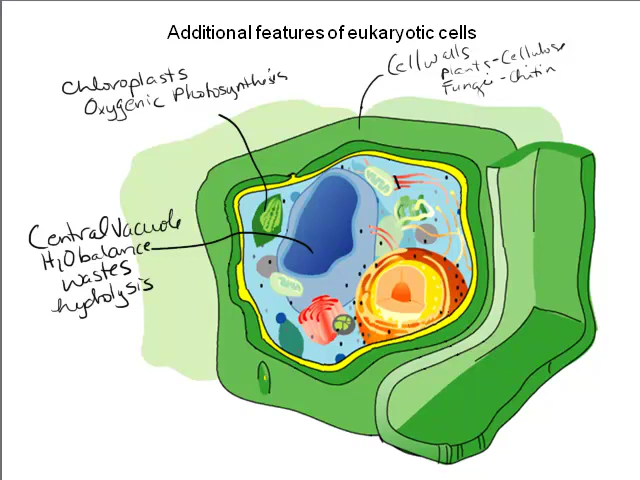 Additional features of eukaryotic cells
Chloroplasts
Oxygenic Photosynthesis
Cell walls
Plants - Cellulose
Fungi - Chitin
Central Vacuole
H2O balance
wastes
hydrolysis